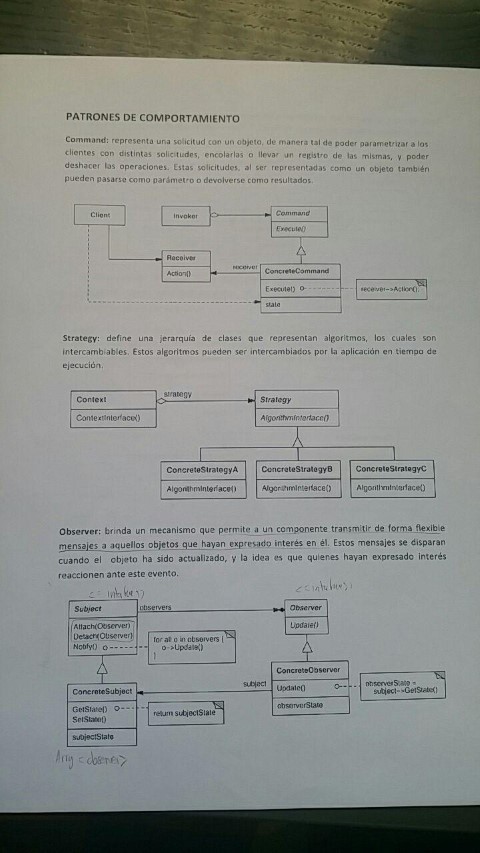 PATRONES DE COMPORTAMIENTO
Command: representa una solicitud con un objeto, de manera tal de poder parametrizar a los
clientes con distintas solicitudes, encolarlas o llevar un registro de las mismas, y poder
deshacer las operaciones. Estas solicitudes, al ser representadas como un objeto también
pueden pasarse como parámetro o devolverse como resultados.
Client
Invoker
Command
Execute()
Receiver
Action()
receiver
ConcreteCommand
Execute()
state
receiver->Action();
Strategy: define una jerarquía de clases que representan algoritmos, los cuales son
intercambiables. Estos algoritmos pueden ser intercambiados por la aplicación en tiempo de
ejecución.
Context
ContextInterface()
strategy
Strategy
AlgorithmInterface()
ConcreteStrategyA
AlgorithmInterface()
ConcreteStrategyB
AlgorithmInterface()
ConcreteStrategyC
AlgorithmInterface()
Observer: brinda un mecanismo que permite a un componente transmitir de forma flexible
mensajes a aquellos objetos que hayan expresado interés en él. Estos mensajes se disparan
cuando el objeto ha sido actualizado, y la idea es que quienes hayan expresado interés
reaccionen ante este evento.
Subject
Attach(Observer)
Detach(Observer)
Notify()
observers
Observer
Update()
for all o in observers {
o->Update()
}
ConcreteSubject
GetState()
SetState()
subjectState
return subjectState
subject
ConcreteObserver
Update()
observerState
observerState =
subject->GetState()